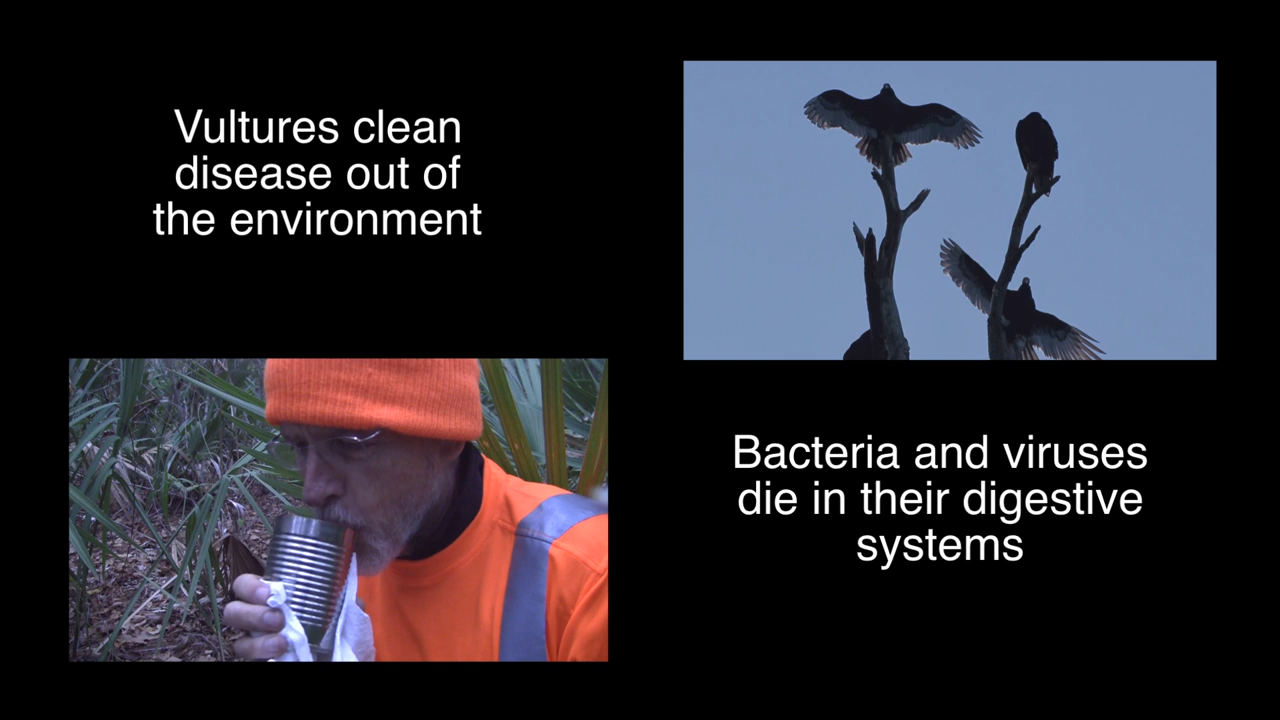 Vultures clean
disease out of
the environment
Bacteria and viruses
die in their digestive
systems